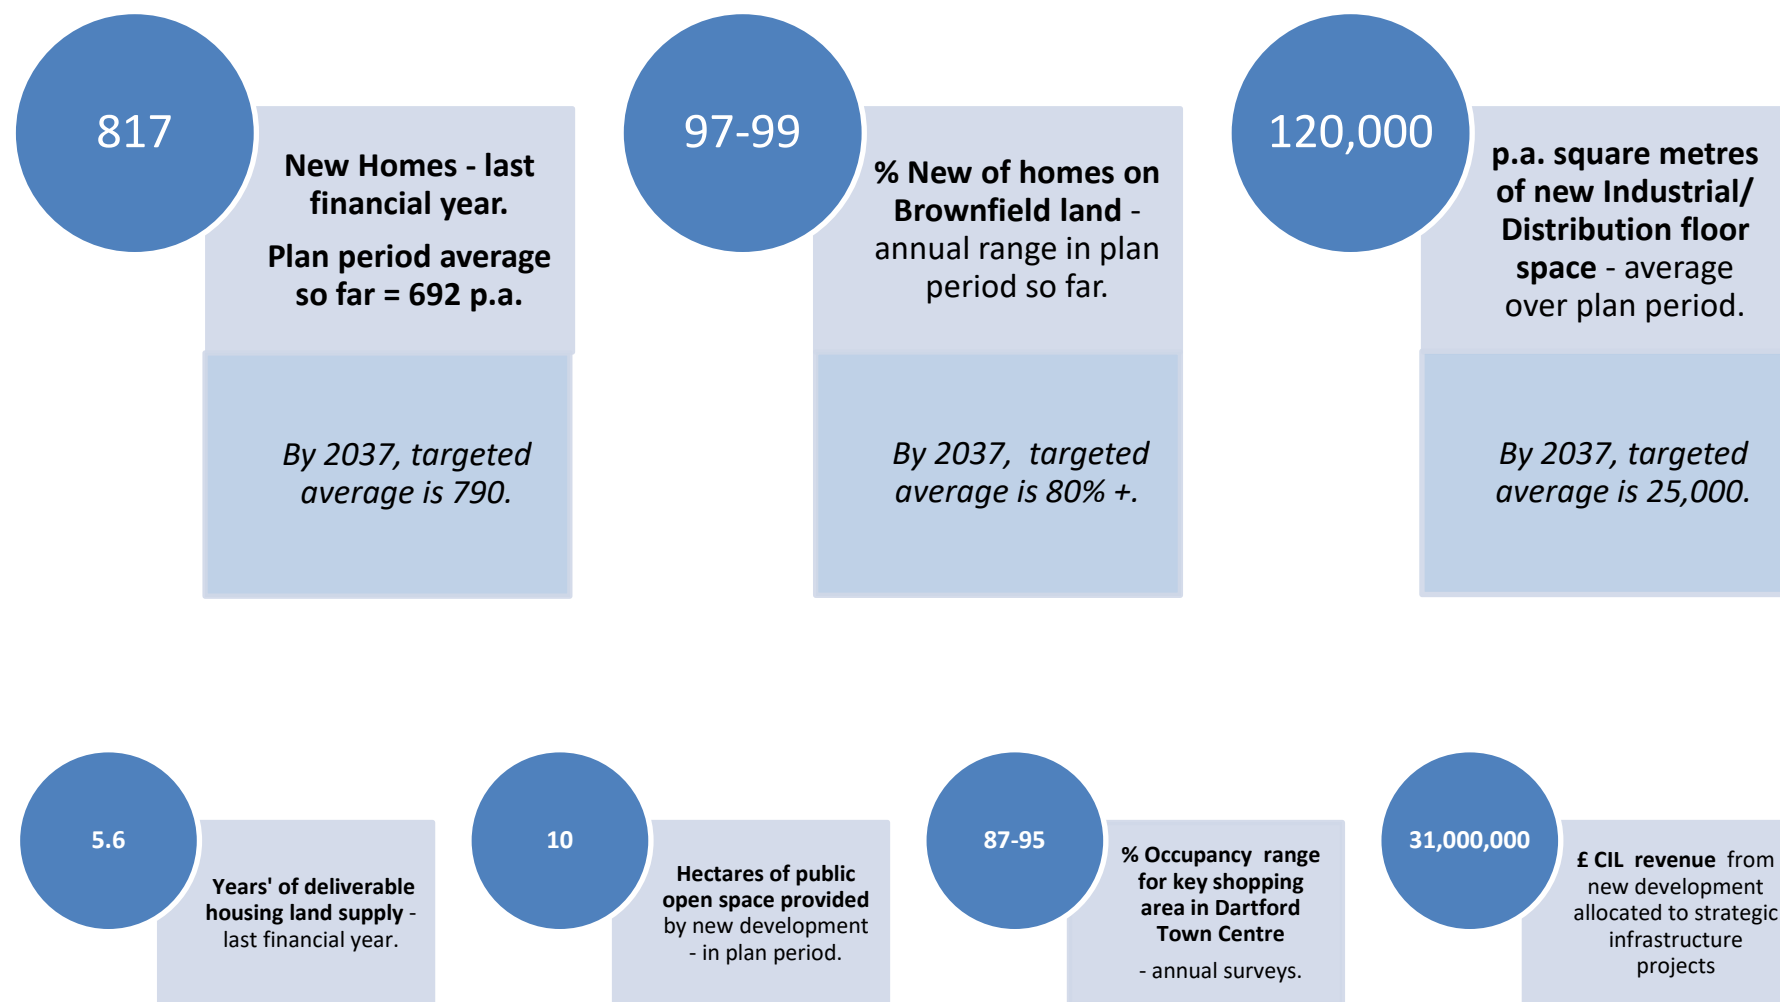 817
New Homes - last
financial year.
Plan period average
so far = 692 p.a.
By 2037, targeted
average is 790.
97-99
% New of homes on
Brownfield land -
annual range in plan
period so far.
By 2037,  targeted
average is 80% +.
120,000
p.a. square metres
of new Industrial/
Distribution floor
space - average
over plan period.
By 2037, targeted
average is 25,000.
5.6
Years' of deliverable
housing land supply -
last financial year.
10
Hectares of public
open space provided
by new development
- in plan period.
87-95
% Occupancy  range
for key shopping
area in Dartford
Town Centre
- annual surveys.
31,000,000
£ CIL  revenue  from
new development
allocated to strategic
infrastructure
projects